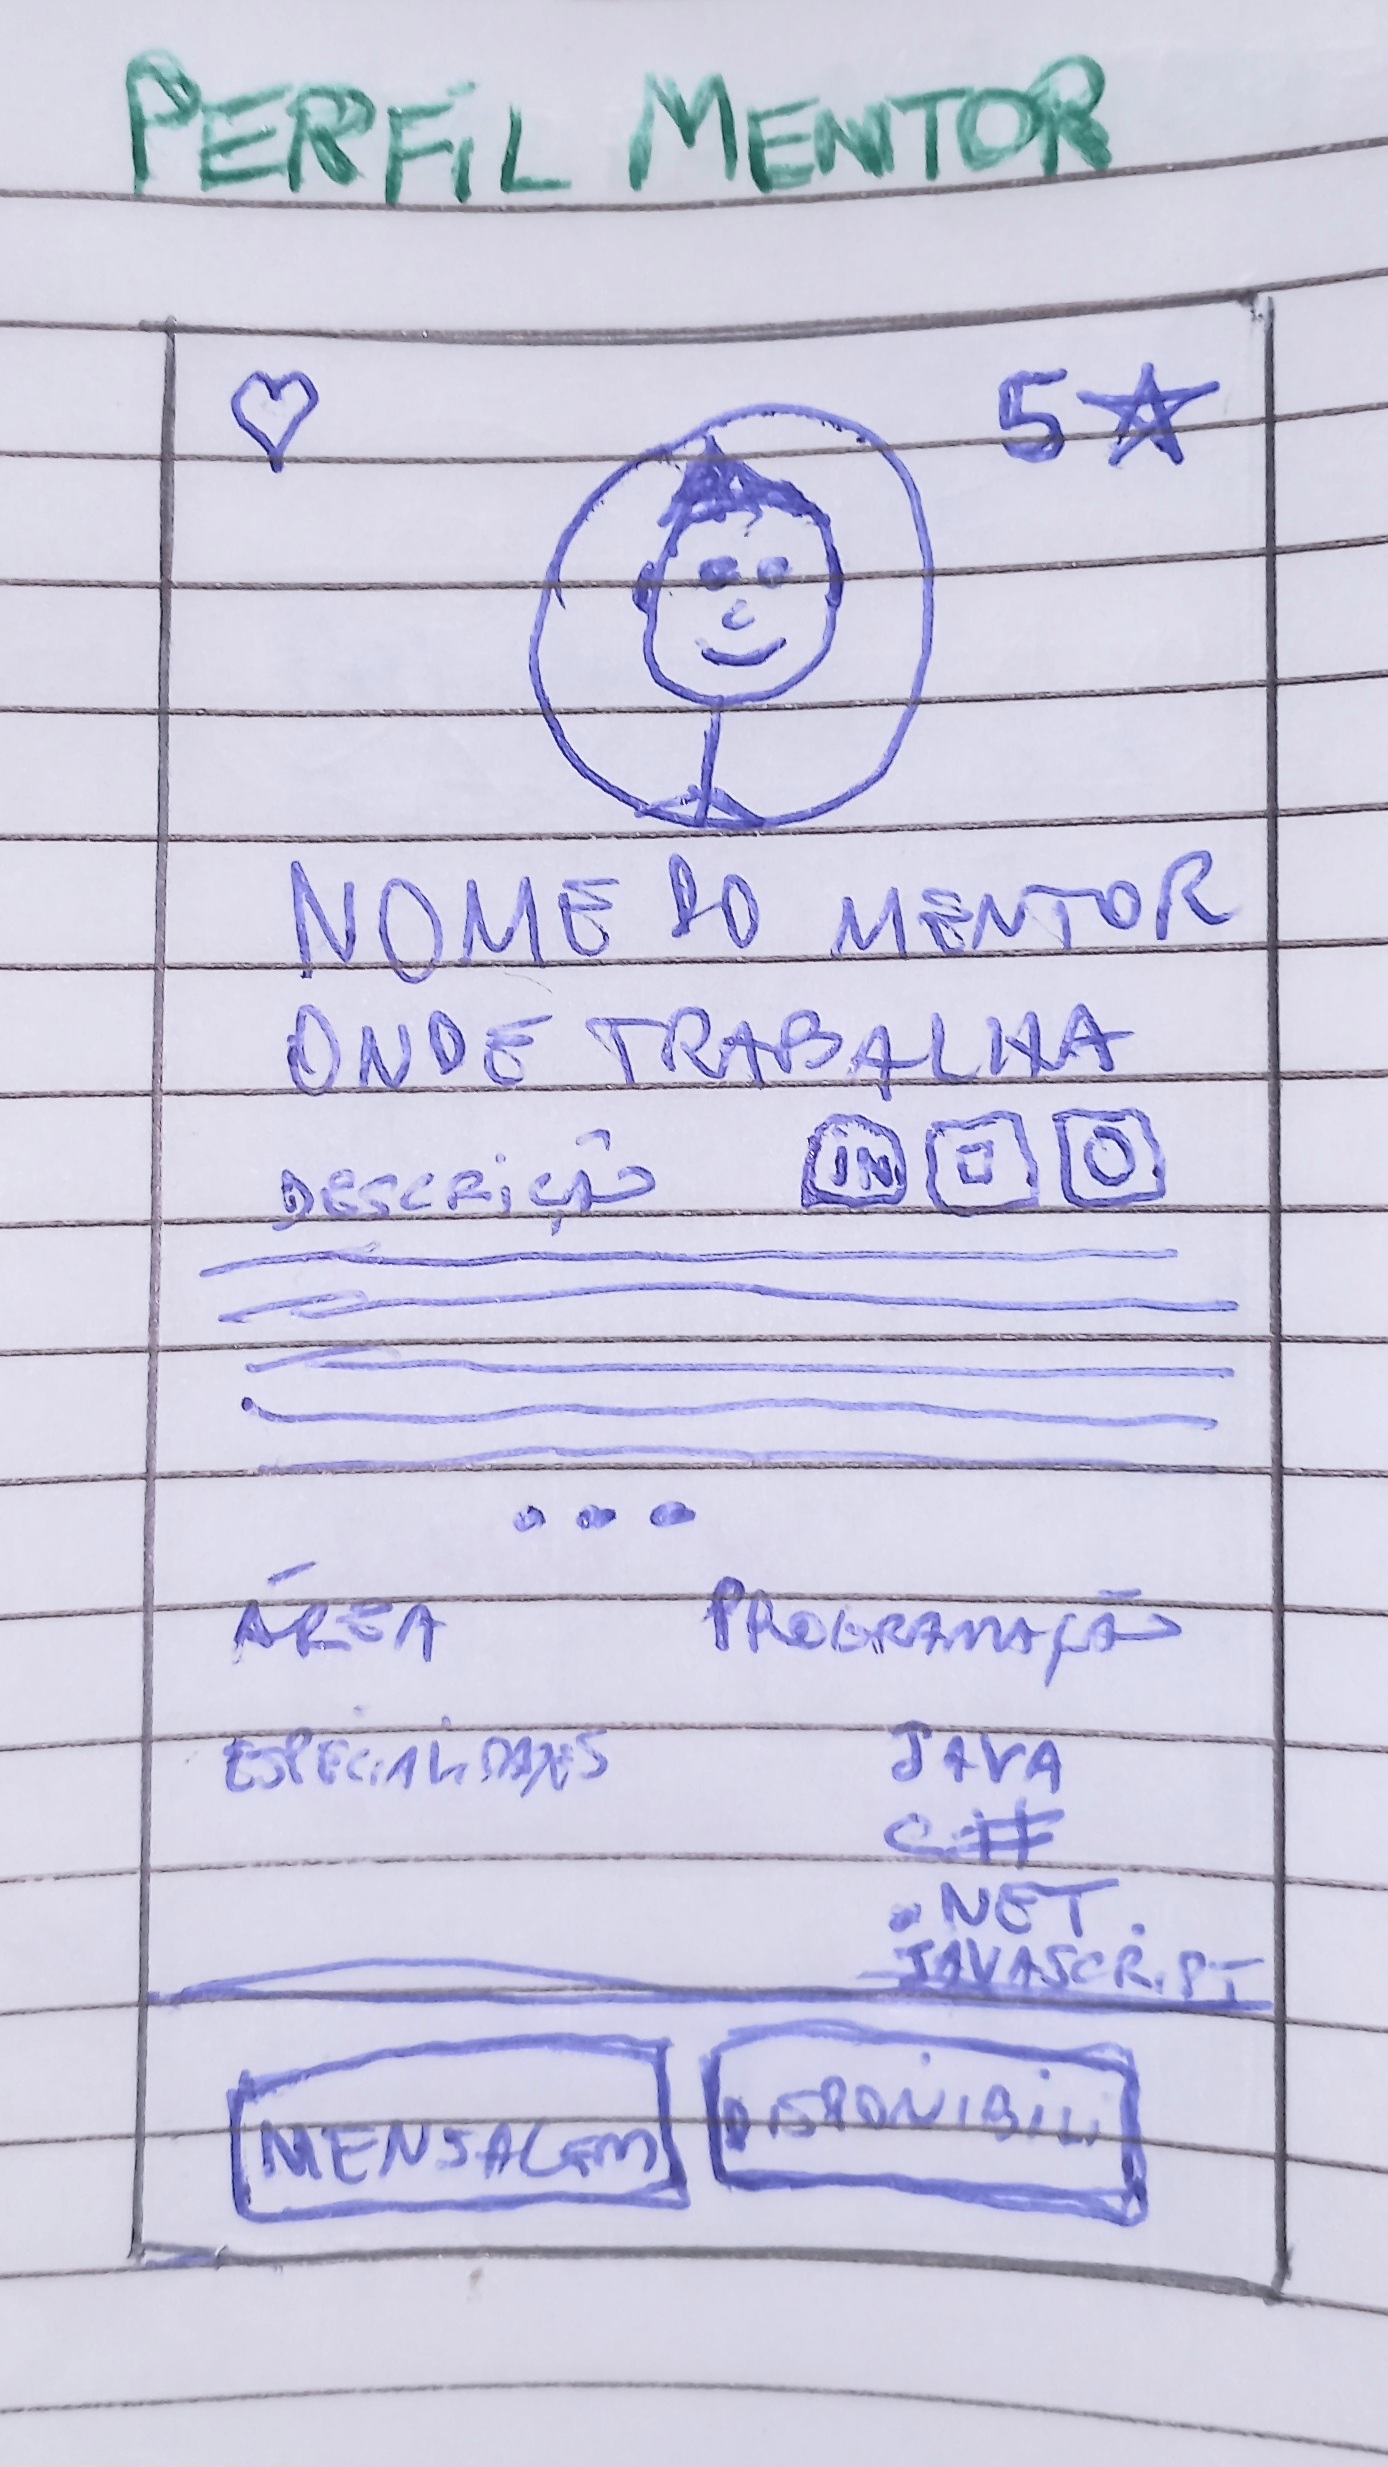 PERFIL MENTOR
5
NOME DO MENTOR
ONDE TRABALHA
DESCRIÇÃO IN
ÁREA PROGRAMAÇÃO
ESPECIALIDADES JAVA
C#
.NET
JAVASCRIPT
MENSAGEM DISPONIBILI